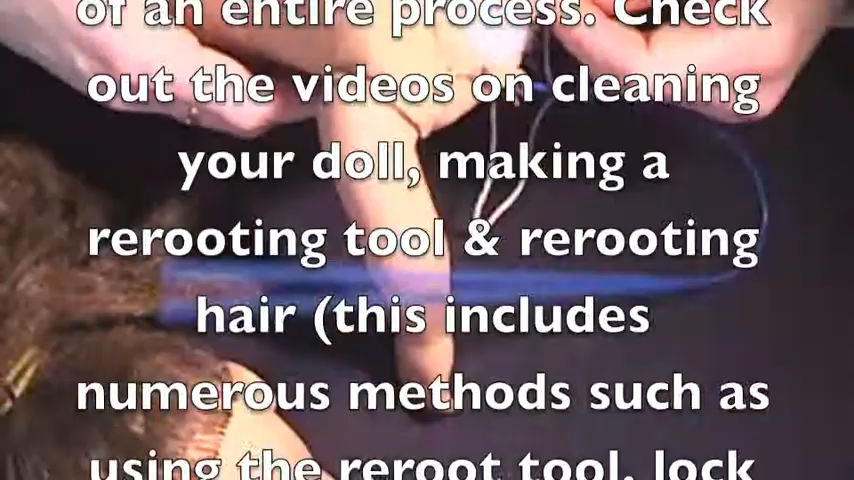 of an entire process. Check
out the videos on cleaning
your doll, making a
rerooting tool & rerooting
hair (this includes
numerous methods such as
using the reroot tool, lock